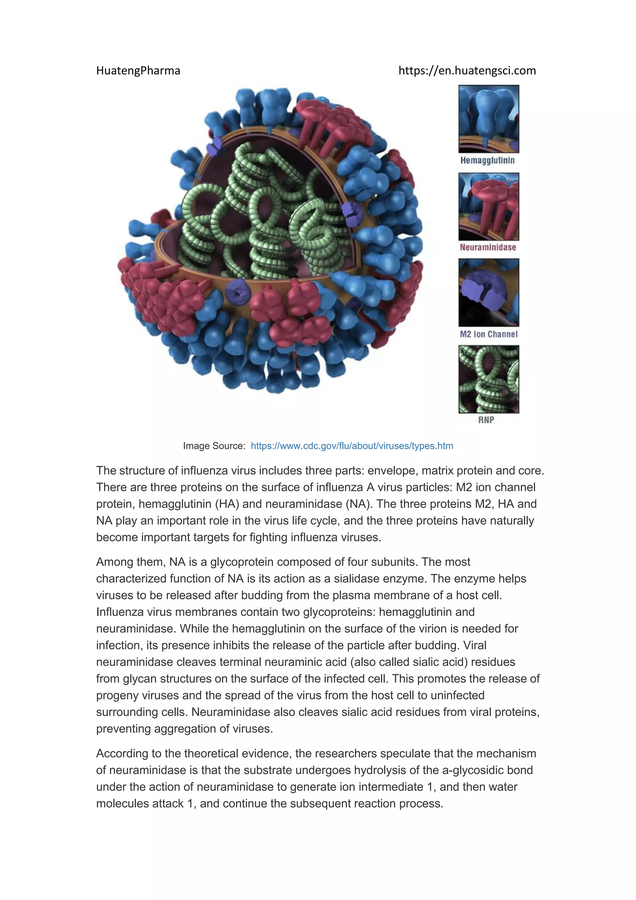 HuatengPharma https://en.huatengsci.com
Hemagglutinin
Neuraminidase
M2 Ion Channel
RNP
Image Source: https://www.cdc.gov/flu/about/viruses/types.htm
The structure of influenza virus includes three parts: envelope, matrix protein and core.
There are three proteins on the surface of influenza A virus particles: M2 ion channel
protein, hemagglutinin (HA) and neuraminidase (NA). The three proteins M2, HA and
NA play an important role in the virus life cycle, and the three proteins have naturally
become important targets for fighting influenza viruses.
Among them, NA is a glycoprotein composed of four subunits. The most
characterized function of NA is its action as a sialidase enzyme. The enzyme helps
viruses to be released after budding from the plasma membrane of a host cell.
Influenza virus membranes contain two glycoproteins: hemagglutinin and
neuraminidase. While the hemagglutinin on the surface of the virion is needed for
infection, its presence inhibits the release of the particle after budding. Viral
neuraminidase cleaves terminal neuraminic acid (also called sialic acid) residues
from glycan structures on the surface of the infected cell. This promotes the release of
progeny viruses and the spread of the virus from the host cell to uninfected
surrounding cells. Neuraminidase also cleaves sialic acid residues from viral proteins,
preventing aggregation of viruses.
According to the theoretical evidence, the researchers speculate that the mechanism
of neuraminidase is that the substrate undergoes hydrolysis of the a-glycosidic bond
under the action of neuraminidase to generate ion intermediate 1, and then water
molecules attack 1, and continue the subsequent reaction process.